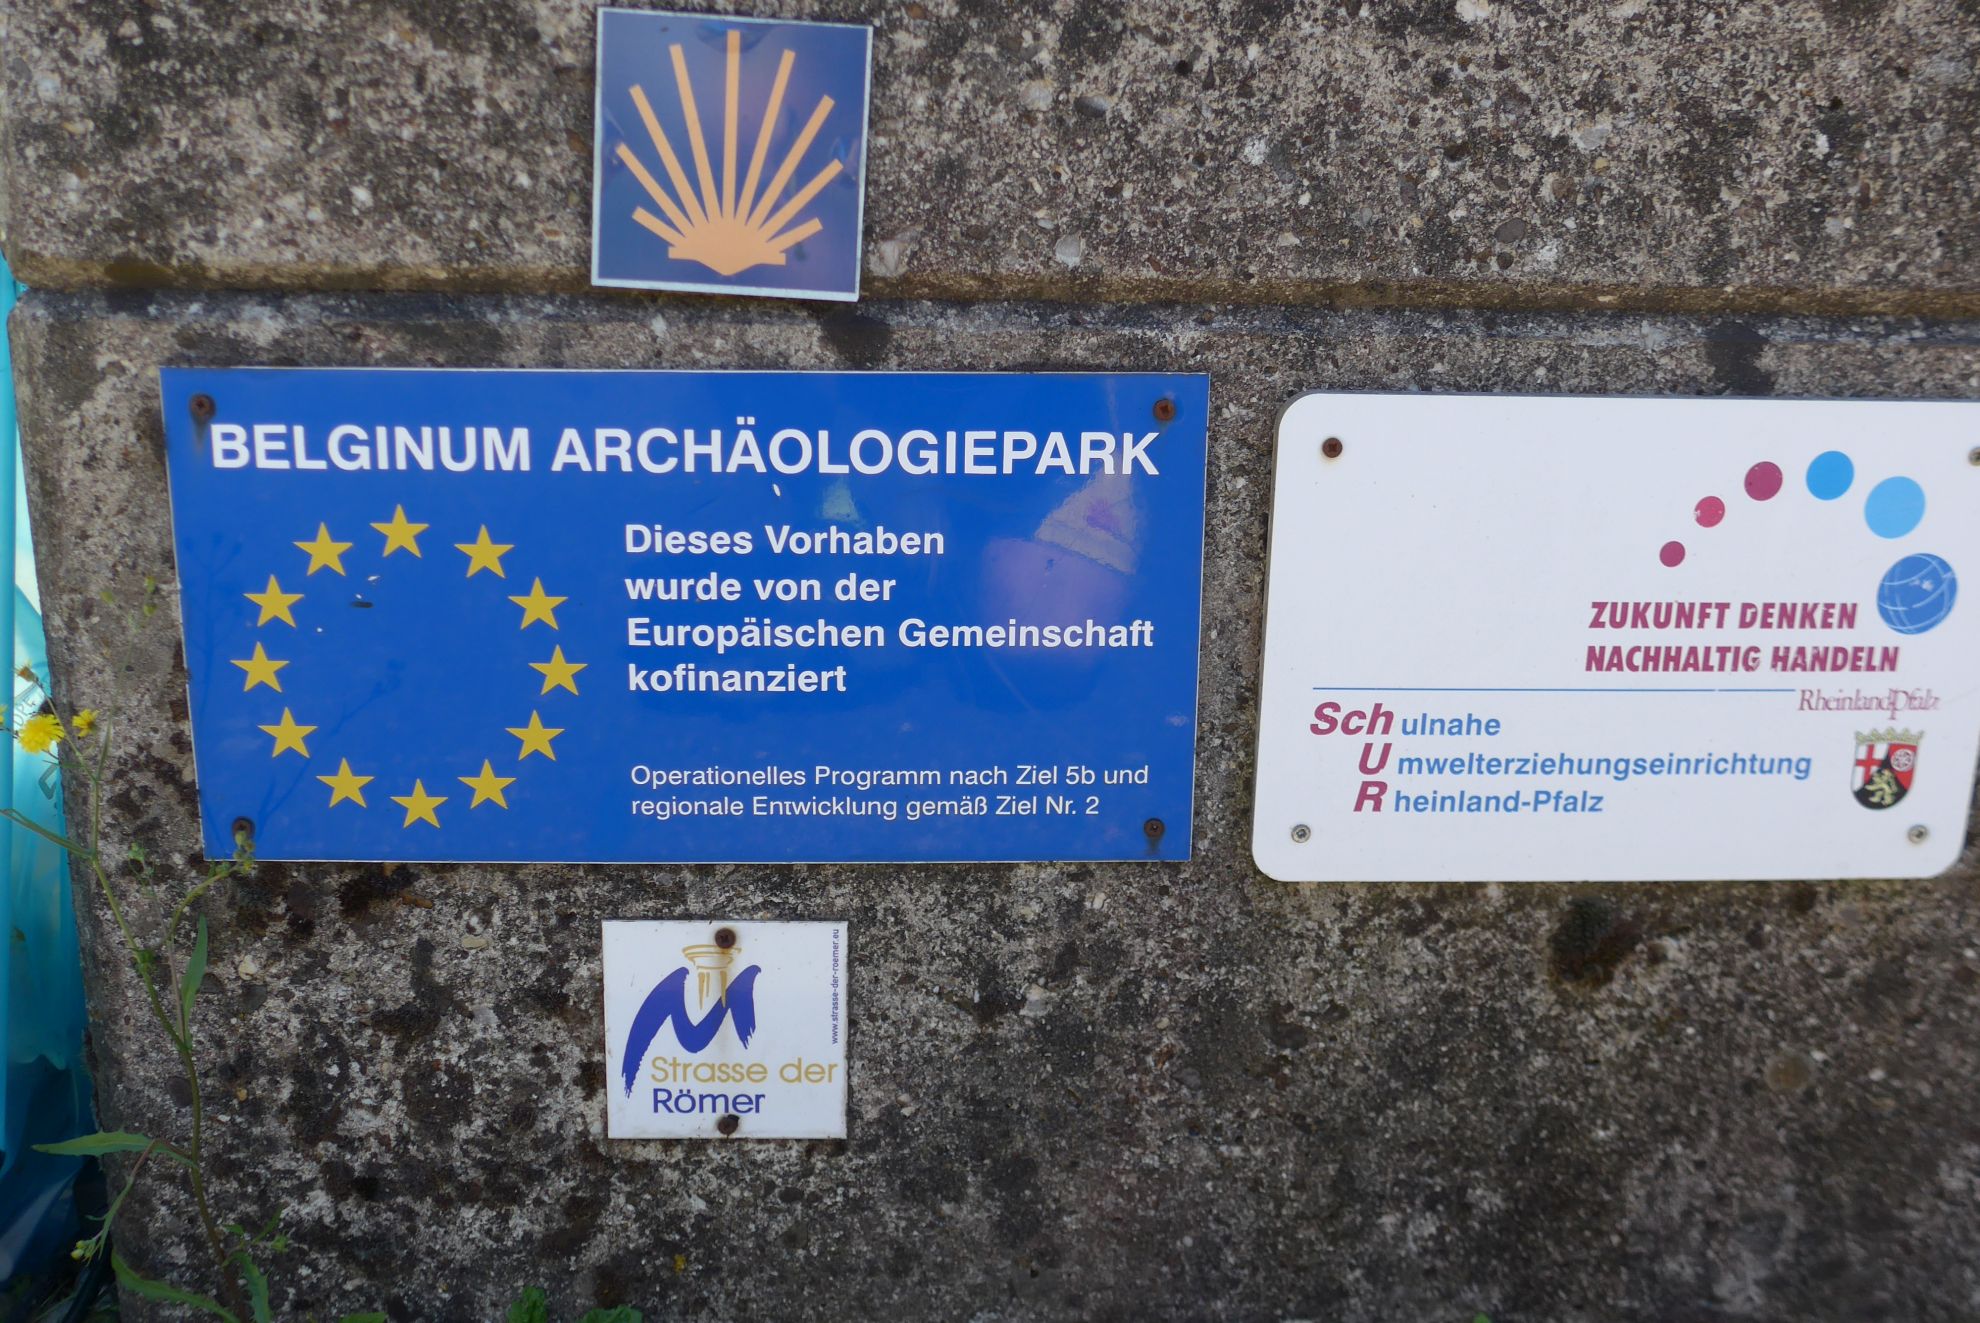 BELGINUM ARCHÄOLOGIEPARK
Dieses Vorhaben
wurde von der
Europäischen Gemeinschaft
kofinanziert
Operationelles Programm nach Ziel 5b und
regionale Entwicklung gemäß Ziel Nr. 2
ZUKUNFT DENKEN
NACHHALTIG HANDELN
RheinlandPfalz
Schulnahe
Umwelterziehungseinrichtung
Rheinland-Pfalz
www.strasse-der-roemer.eu
Strasse der
Römer